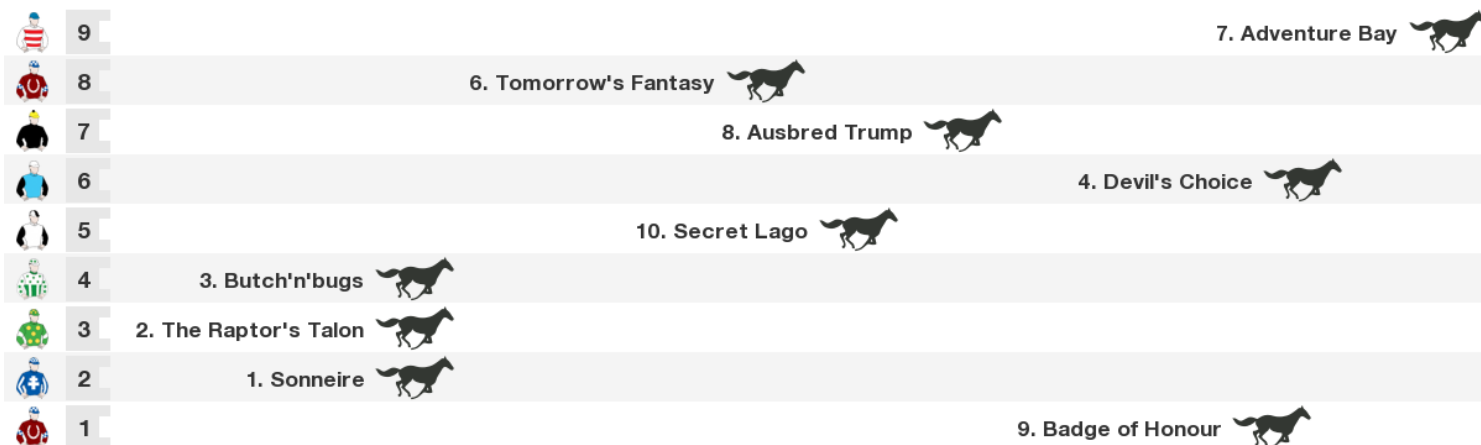 9 7. Adventure Bay
8 6. Tomorrow's Fantasy
7 8. Ausbred Trump
6 4. Devil's Choice
5 10. Secret Lago
4 3. Butch'n'bugs
3 2. The Raptor's Talon
2 1. Sonneire
1 9. Badge of Honour